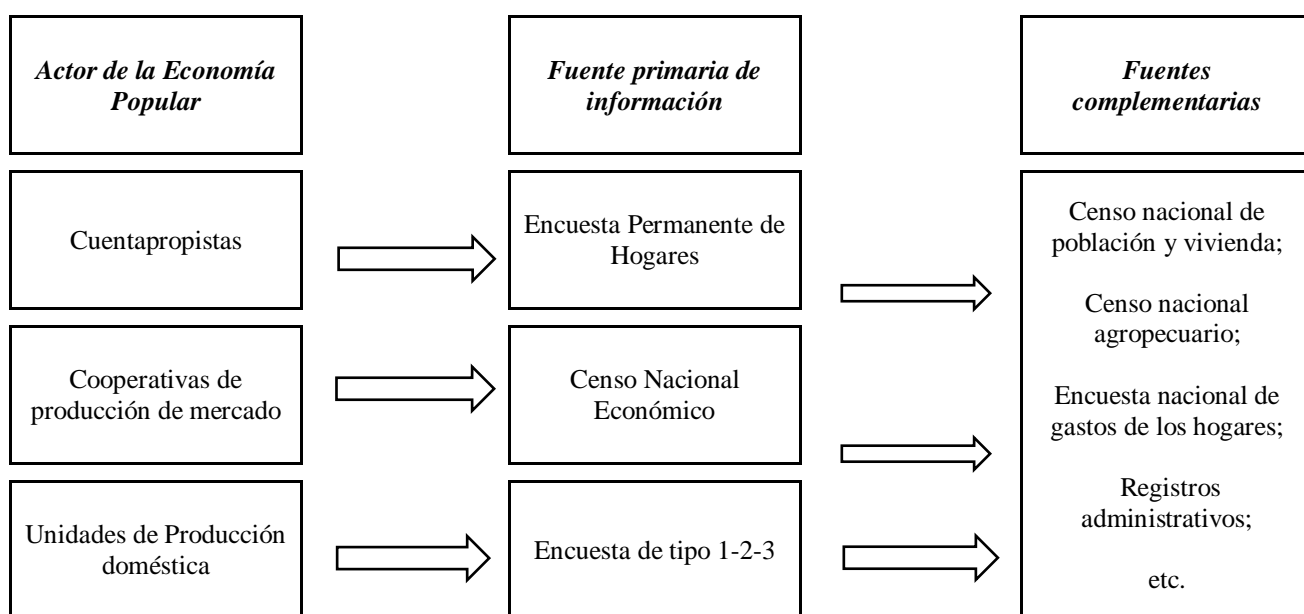 Actor de la Economía
Popular
Fuente primaria de
información
Fuentes
complementarias
Cuentapropistas
Encuesta Permanente de
Hogares
Cooperativas de
producción de mercado
Censo Nacional
Económico
Unidades de Producción
doméstica
Encuesta de tipo 1-2-3
Censo nacional de
población y vivienda;
Censo nacional
agropecuario;
Encuesta nacional de
gastos de los hogares;
Registros
administrativos;
etc.